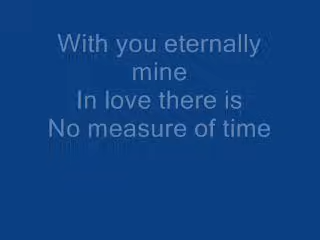 With you eternally
mine
In love there is
No measure of time